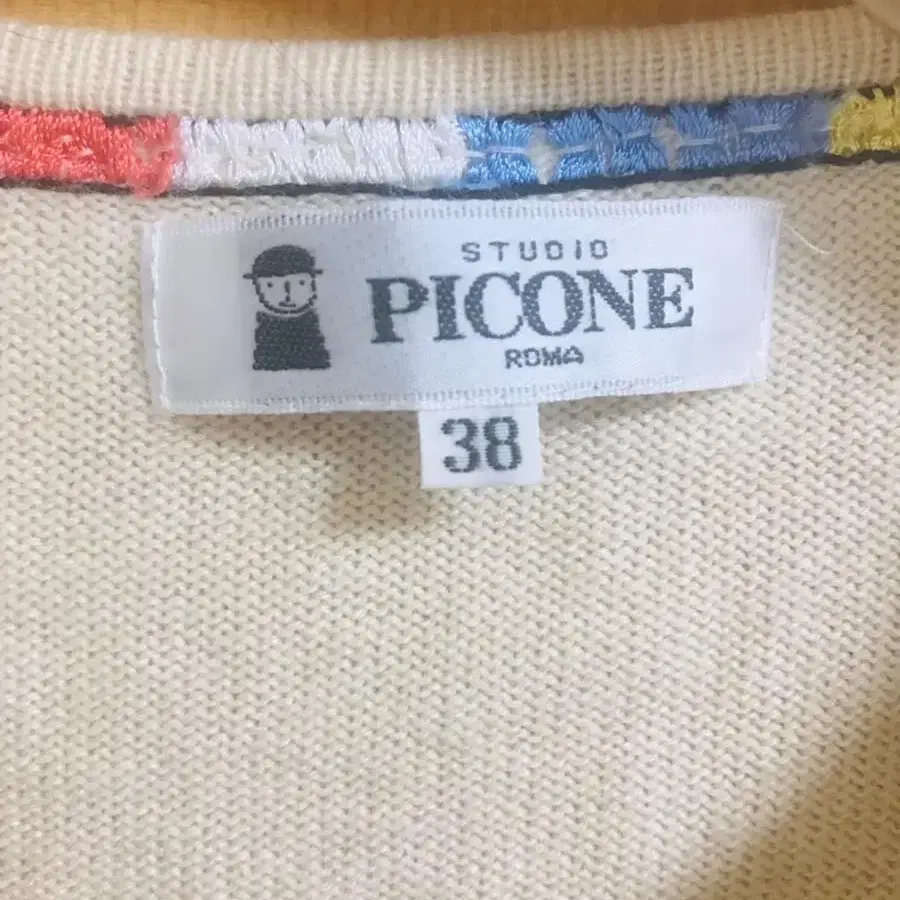 STUDIO
PICONE
ROMA
38